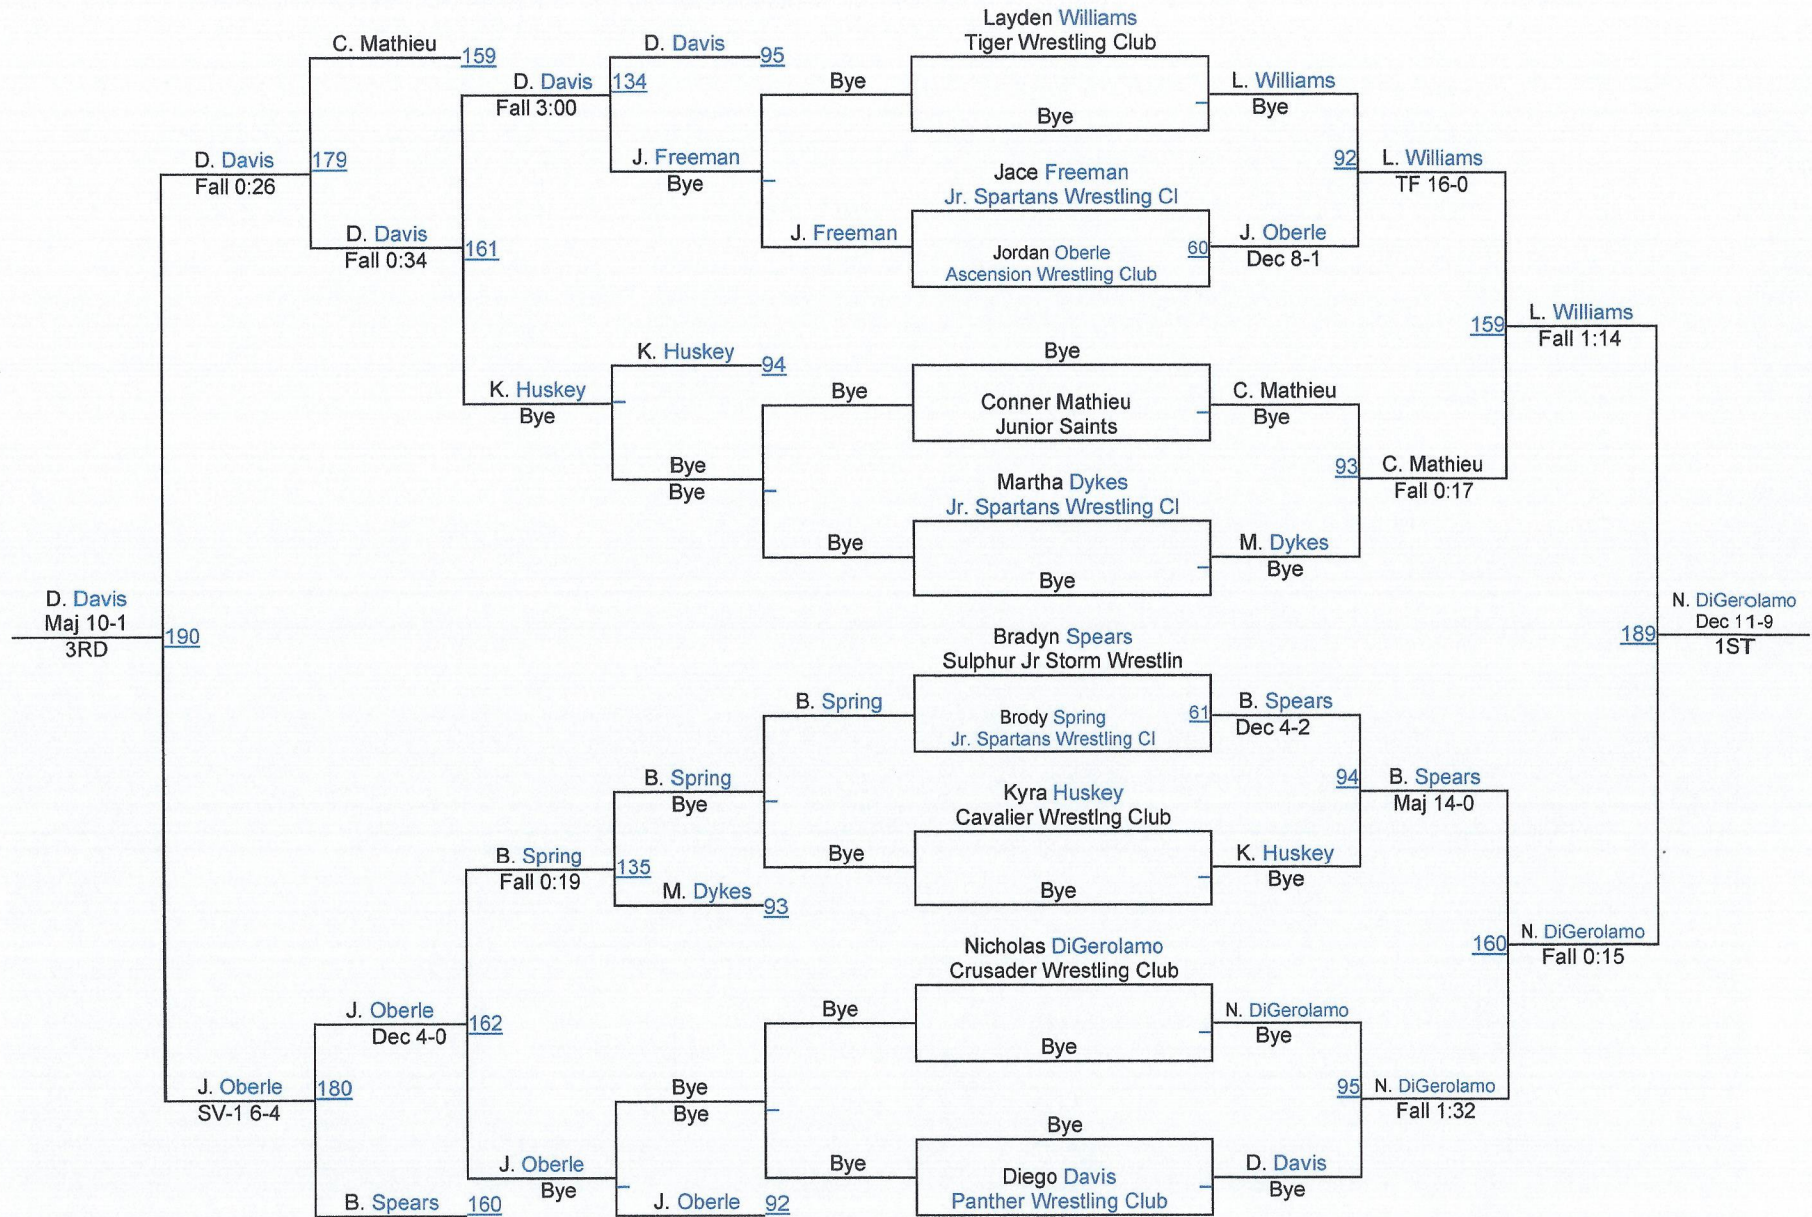 Layden Williams
Tiger Wrestling Club
C. Mathieu
159
D. Davis
95
D. Davis
134
Fall 3:00
Bye
Bye
L. Williams
Bye
D. Davis
179
Fall 0:26
J. Freeman
Bye
Jace Freeman
Jr. Spartans Wrestling Cl
92
L. Williams
TF 16-0
D. Davis
161
Fall 0:34
J. Freeman
Jordan Oberle
Ascension Wrestling Club
60
J. Oberle
Dec 8-1
159
L. Williams
Fall 1:14
K. Huskey
94
Bye
K. Huskey
Bye
Bye
Conner Mathieu
Junior Saints
C. Mathieu
Bye
Bye
Bye
Martha Dykes
Jr. Spartans Wrestling Cl
93
C. Mathieu
Fall 0:17
Bye
Bye
M. Dykes
Bye
D. Davis
Maj 10-1
3RD
190
189
N. DiGerolamo
Dec 11-9
1ST
Bradyn Spears
Sulphur Jr Storm Wrestlin
B. Spring
Brody Spring
Jr. Spartans Wrestling Cl
61
B. Spears
Dec 4-2
B. Spring
Bye
Kyra Huskey
Cavalier Wrestlng Club
94
B. Spears
Maj 14-0
B. Spring
135
Fall 0:19
M. Dykes
93
Bye
Bye
K. Huskey
Bye
160
N. DiGerolamo
Fall 0:15
Nicholas DiGerolamo
Crusader Wrestling Club
J. Oberle
162
Dec 4-0
Bye
Bye
N. DiGerolamo
Bye
J. Oberle
180
SV-1 6-4
Bye
Bye
95
N. DiGerolamo
Fall 1:32
Bye
J. Oberle
Bye
Bye
Diego Davis
Panther Wrestling Club
D. Davis
Bye
B. Spears
160
J. Oberle
92